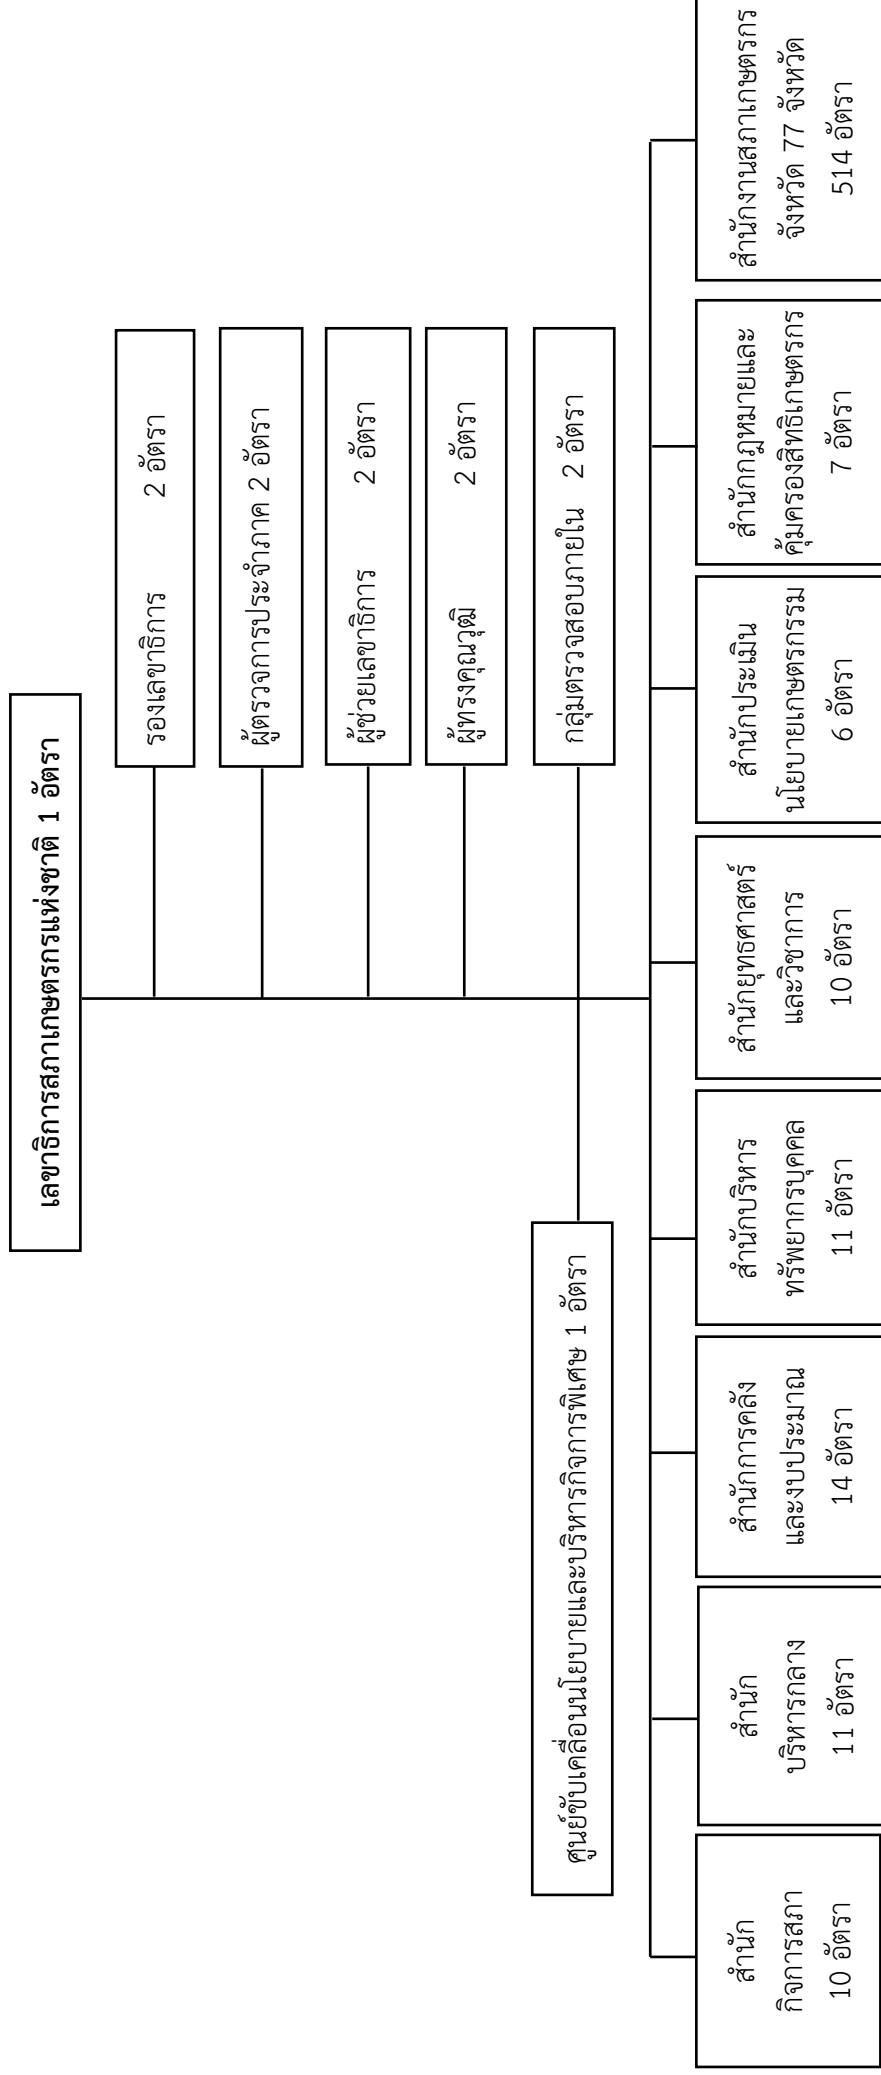 เลขาธิการสภาเกษตรกรแห่งชาติ 1 อัตรา
รองเลขาธิการ 2 อัตรา
ผู้ตรวจการประจำภาค 2 อัตรา
ผู้ช่วยเลขาธิการ 2 อัตรา
ผู้ทรงคุณวุฒิ 2 อัตรา
ศูนย์ขับเคลื่อนนโยบายและบริหารกิจการพิเศษ 1 อัตรา
กลุ่มตรวจสอบภายใน 2 อัตรา
สำนัก
กิจการสภา
10 อัตรา
สำนัก
บริหารกลาง
11 อัตรา
สำนักการคลัง
และงบประมาณ
14 อัตรา
สำนักบริหาร
ทรัพยากรบุคคล
11 อัตรา
สำนักยุทธศาสตร์
และวิชาการ
10 อัตรา
สำนักประเมิน
นโยบายเกษตรกรรม
6 อัตรา
สำนักกฎหมายและ
คุ้มครองสิทธิเกษตรกร
7 อัตรา
สำนักงานสภาเกษตรกร
จังหวัด 77 จังหวัด
514 อัตรา